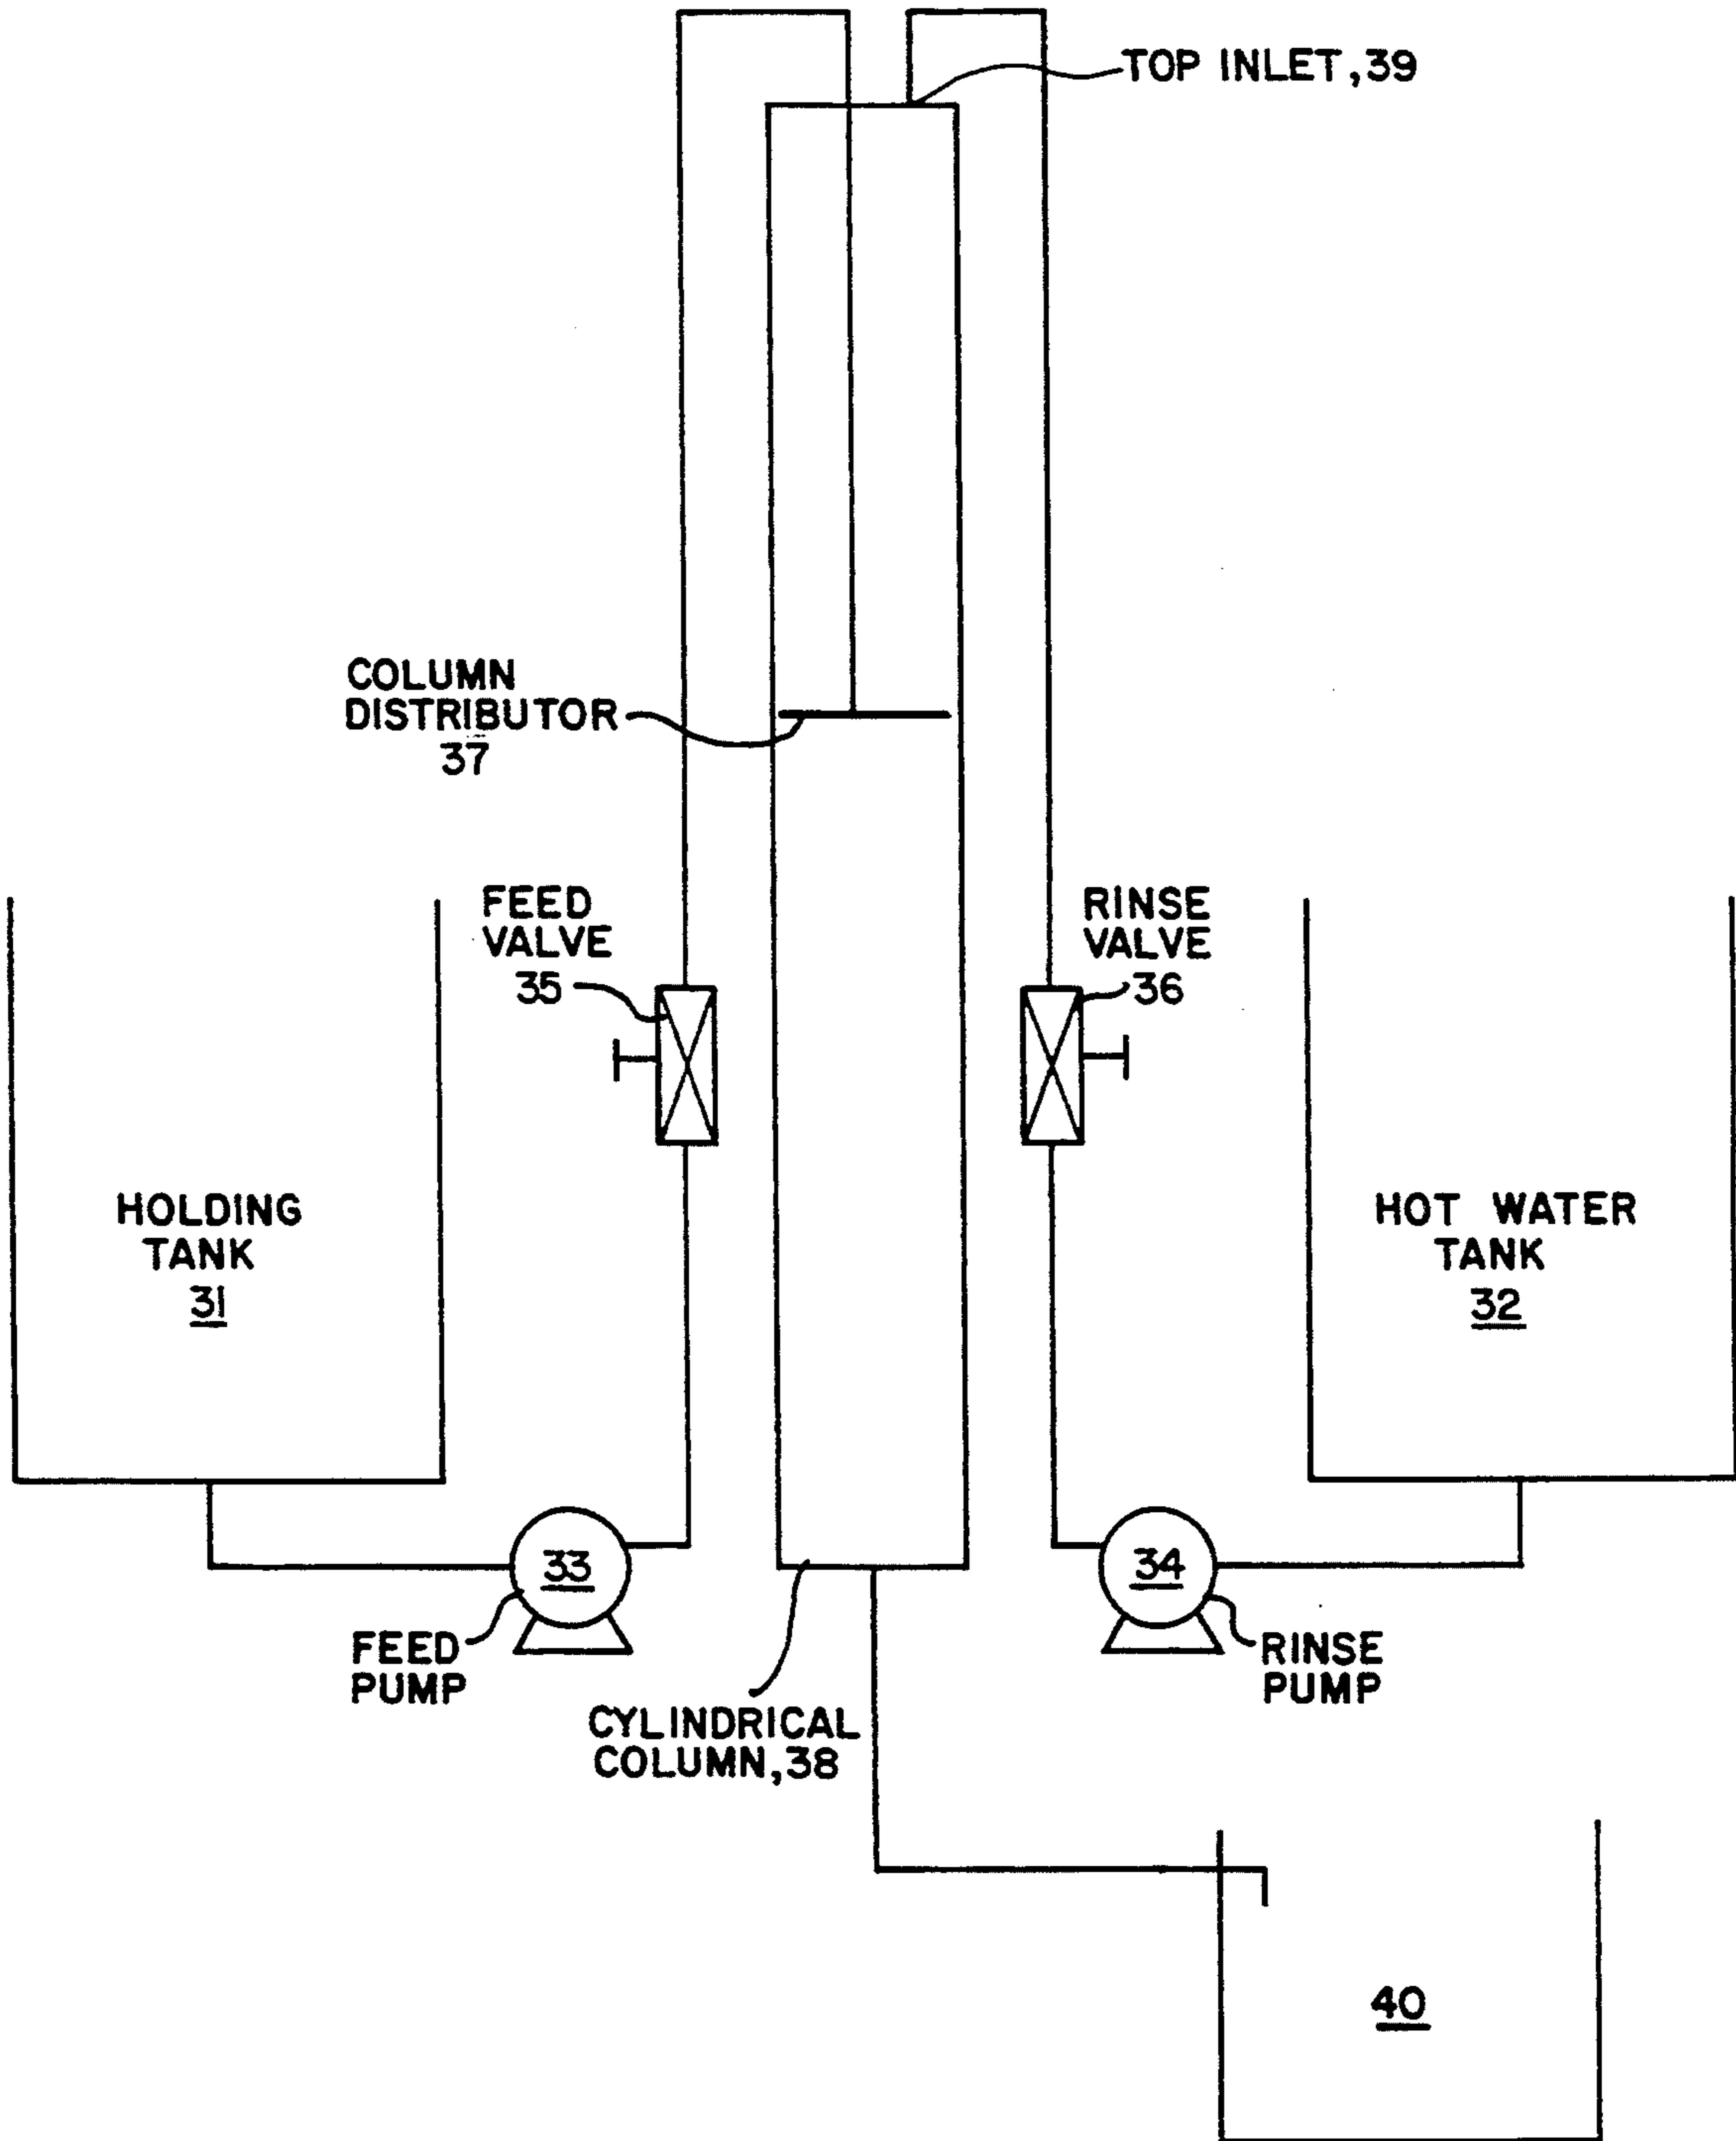 TOP INLET,39
COLUMN
DISTRIBUTOR
37
FEED
VALVE
35
RINSE
VALVE
36
HOLDING
TANK
31
HOT WATER
TANK
32
33
34
FEED
PUMP
RINSE
PUMP
CYLINDRICAL
COLUMN,38
40